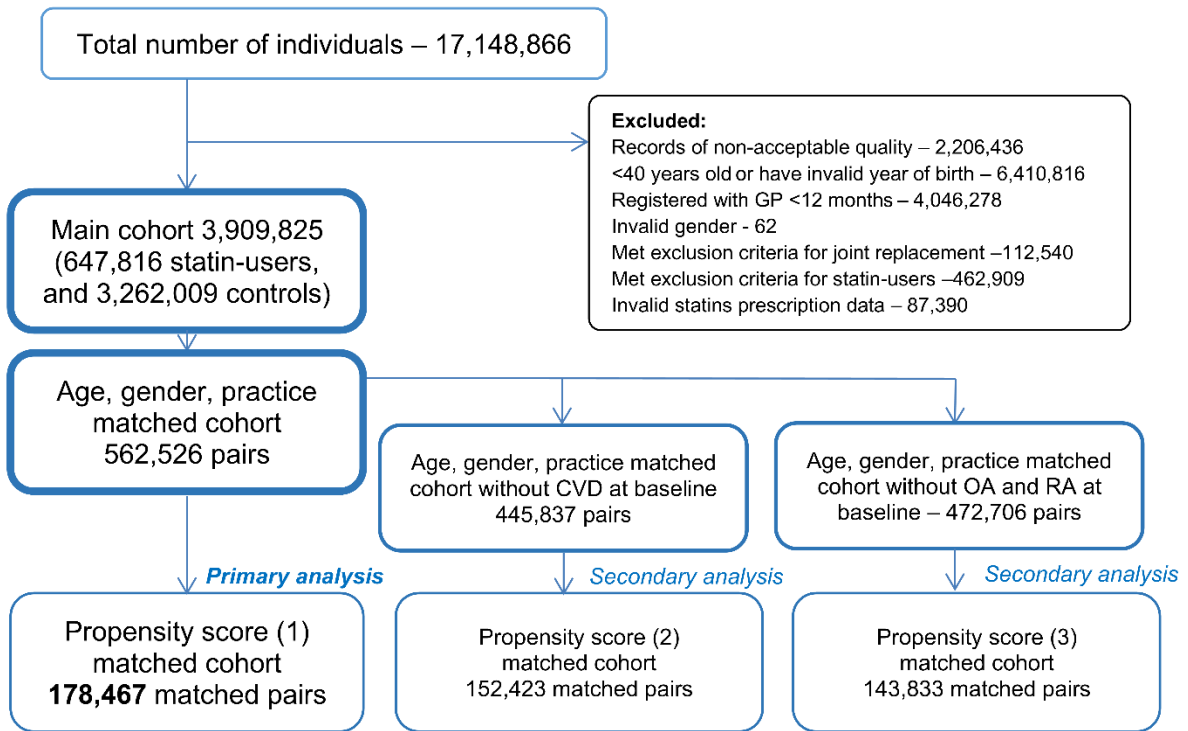 Total number of individuals – 17,148,866
Excluded:
Records of non-acceptable quality – 2,206,436
<40 years old or have invalid year of birth – 6,410,816
Registered with GP <12 months – 4,046,278
Invalid gender - 62
Met exclusion criteria for joint replacement –112,540
Met exclusion criteria for statin-users –462,909
Invalid statins prescription data – 87,390
Main cohort 3,909,825
(647,816 statin-users,
and 3,262,009 controls)
Age, gender, practice
matched cohort
562,526 pairs
Age, gender, practice matched
cohort without CVD at baseline
445,837 pairs
Age, gender, practice matched
cohort without OA and RA at
baseline – 472,706 pairs
Primary analysis
Secondary analysis
Secondary analysis
Propensity score (1)
matched cohort
178,467 matched pairs
Propensity score (2)
matched cohort
152,423 matched pairs
Propensity score (3)
matched cohort
143,833 matched pairs